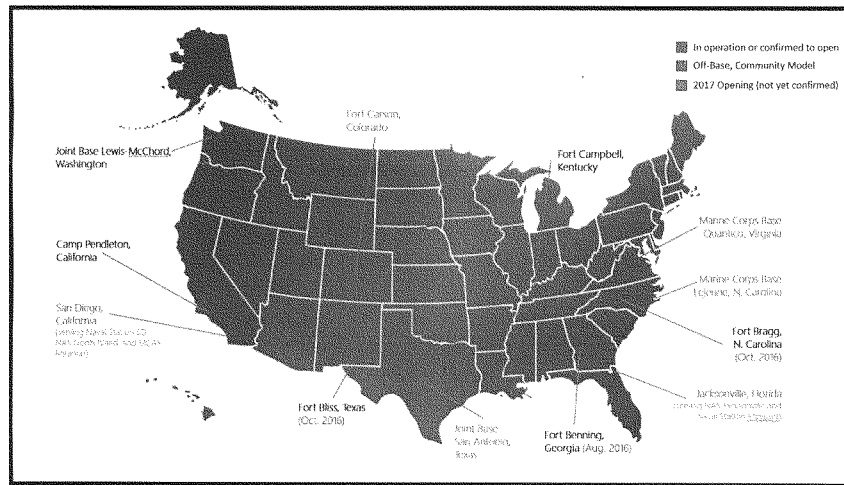 In operation or confirmed to open
Off-Base, Community Model
2017 Opening (not yet confirmed)
Fort Carson,
Colorado
Joint Base Lewis-McChord,
Washington
Fort Campbell,
Kentucky
Marine Corps Base
Quantico, Virginia
Camp Pendleton,
California
Marine Corps Base
Lejeune, N. Carolina
San Diego,
California
Fort Bragg,
N. Carolina
(Oct. 2016)
Jacksonville, Florida
Fort Bliss, Texas
(Oct. 2016)
Joint Base
San Antonio,
Texas
Fort Benning,
Georgia (Aug. 2016)